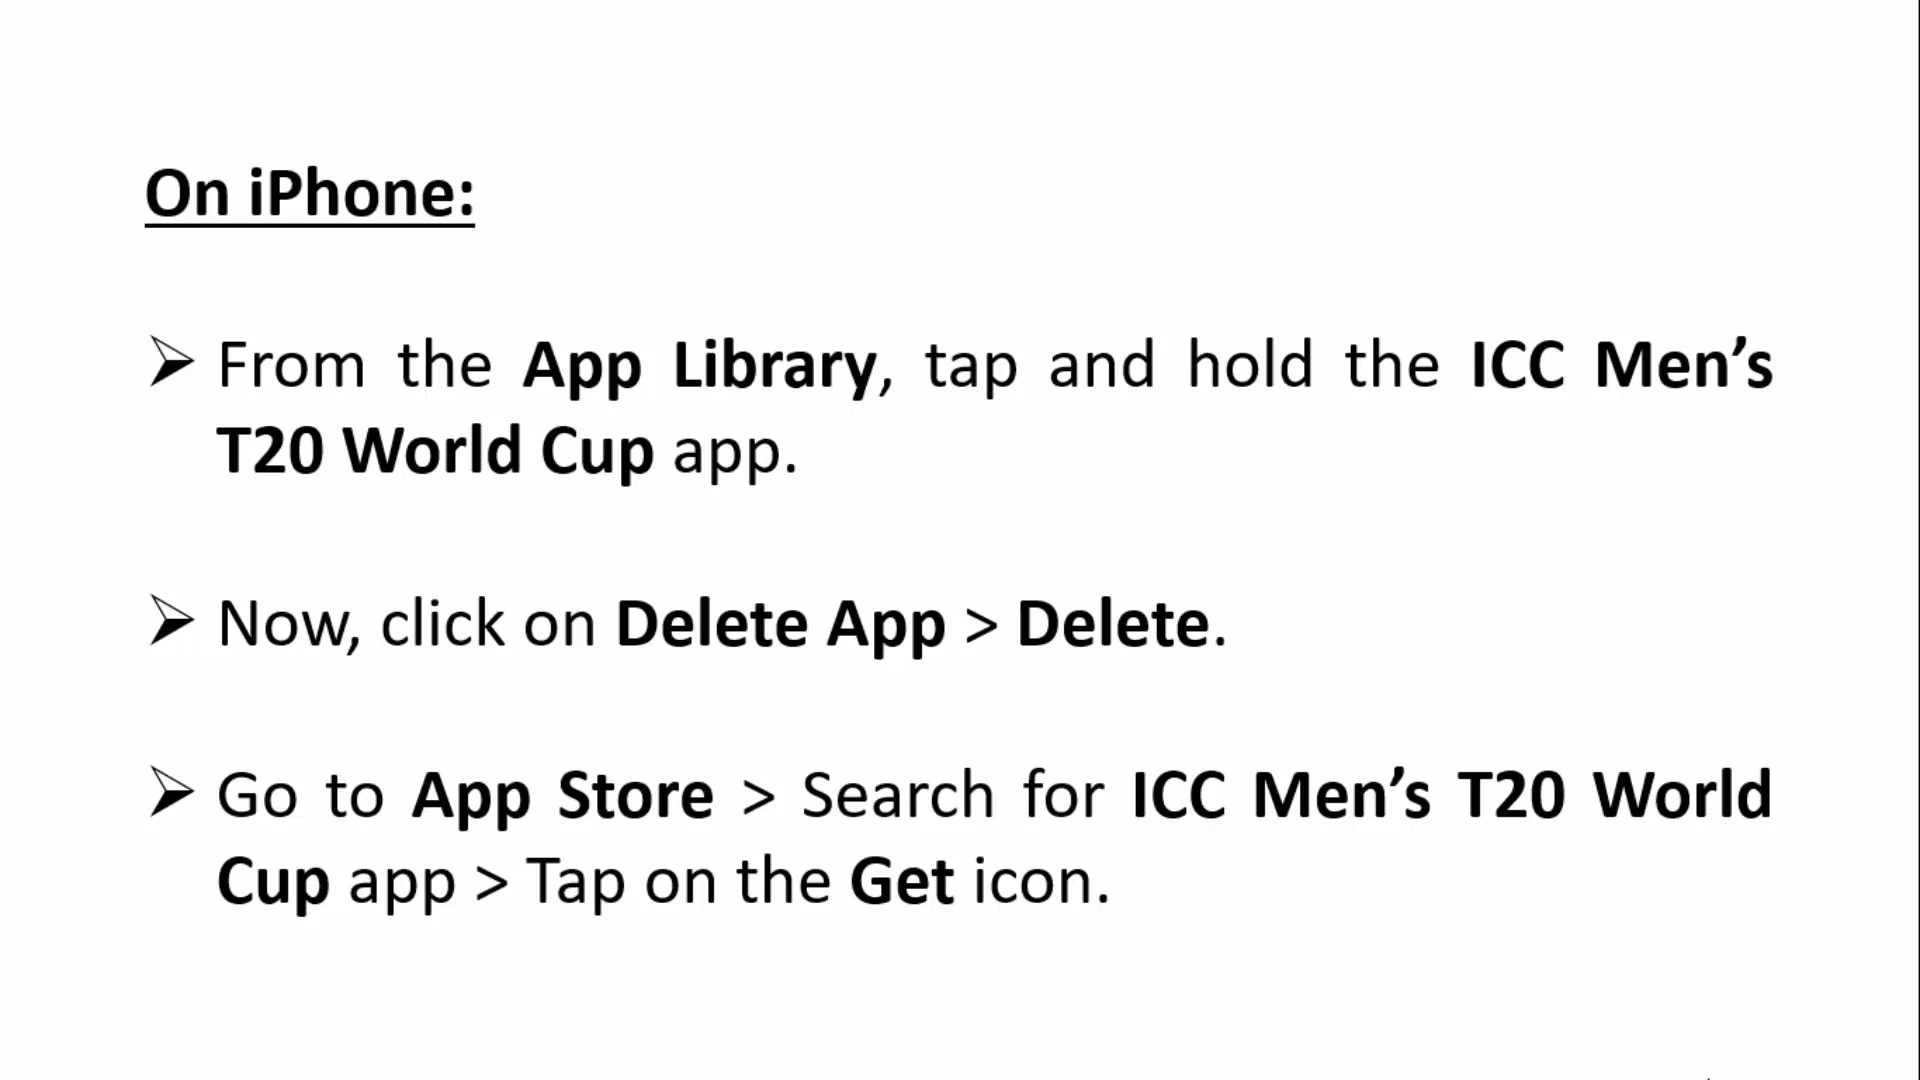 On iPhone:
➢ From the App Library, tap and hold the ICC Men’s
T20 World Cup app.
➢ Now, click on Delete App > Delete.
➢ Go to App Store > Search for ICC Men’s T20 World
Cup app > Tap on the Get icon.